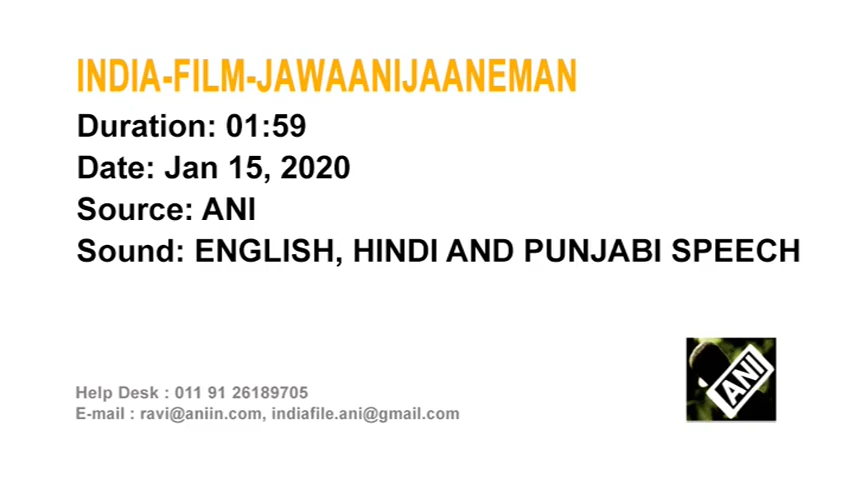 INDIA-FILM-JAWAANIJAANEMAN
Duration: 01:59
Date: Jan 15, 2020
Source: ANI
Sound: ENGLISH, HINDI AND PUNJABI SPEECH
Help Desk : 011 91 26189705
E-mail : ravi@aniin.com, indiafile.ani@gmail.com
ANI